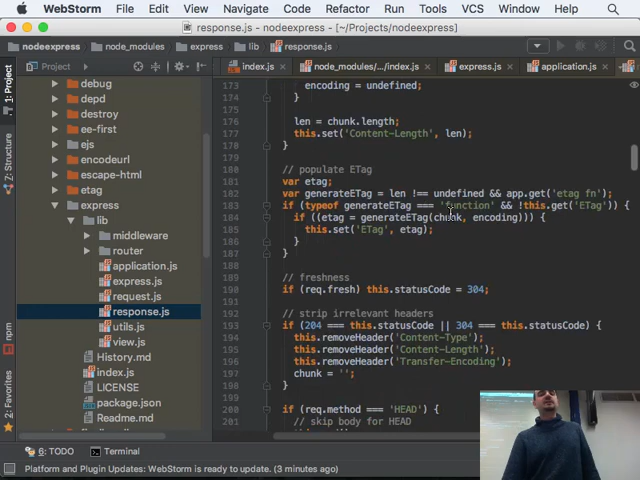 WebStorm File Edit View Navigate Code Refactor Run Tools VCS Window Help
response.js - nodeexpress - [~/Projects/nodeexpress]
nodeexpress node_modules express lib response.js
Project
index.js node_modules/.../index.js express.js application.js
1: Project
Z: Structure
npm
2: Favorites
debug
depd
destroy
ee-first
ejs
encodeurl
escape-html
etag
express
lib
middleware
router
application.js
express.js
request.js
response.js
utils.js
view.js
History.md
index.js
LICENSE
package.json
Readme.md
173 encoding = undefined;
174 }
175
176 len = chunk.length;
177 this.set('Content-Length', len);
178 }
179
180 // populate ETag
181 var etag;
182 var generateETag = len !== undefined && app.get('etag fn');
183 if (typeof generateETag === 'function' && !this.get('ETag')) {
184 if ((etag = generateETag(chunk, encoding))) {
185 this.set('ETag', etag);
186 }
187 }
188
189 // freshness
190 if (req.fresh) this.statusCode = 304;
191
192 // strip irrelevant headers
193 if (204 === this.statusCode || 304 === this.statusCode) {
194 this.removeHeader('Content-Type');
195 this.removeHeader('Content-Length');
196 this.removeHeader('Transfer-Encoding');
197 chunk = '';
198 }
199
200 if (req.method === 'HEAD') {
201 // skip body for HEAD
6: TODO Terminal
Platform and Plugin Updates: WebStorm is ready to update. (3 minutes ago)